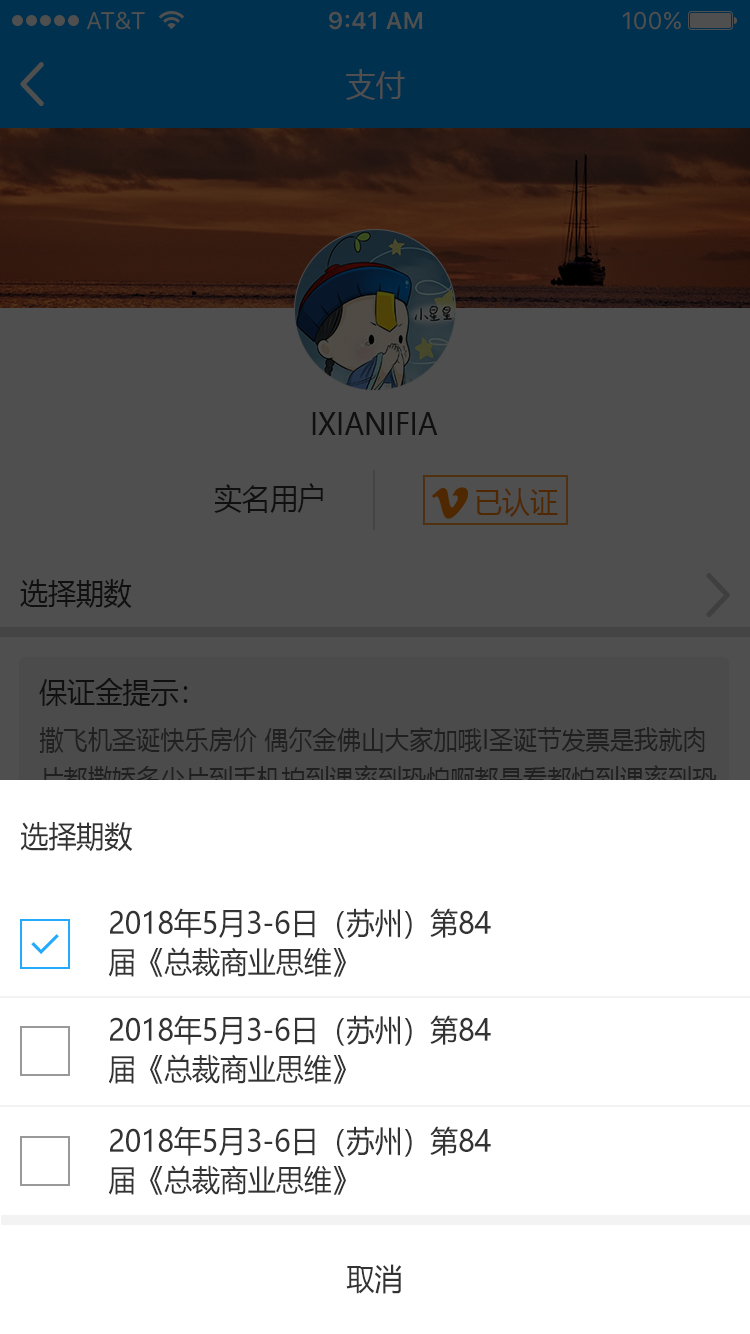 AT&T 9:41 AM 100%
支付
小星星
IXIANIFIA
实名用户 已认证
选择期数
保证金提示：
撒飞机圣诞快乐房价 偶尔金佛山大家加哦l圣诞节发票是我就肉
选择期数
2018年5月3-6日（苏州）第84
届《总裁商业思维》
2018年5月3-6日（苏州）第84
届《总裁商业思维》
2018年5月3-6日（苏州）第84
届《总裁商业思维》
取消